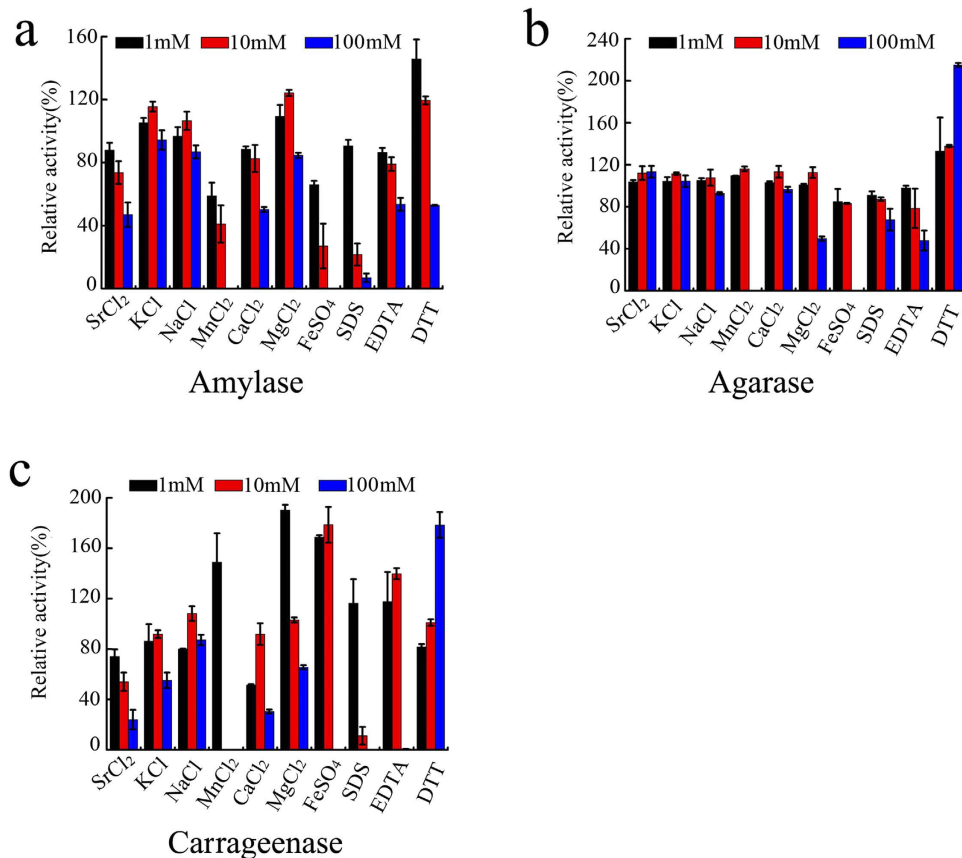 a
1mM 10mM 100mM
Relative activity(%)
160
120
80
40
0
SrCl₂ KCl NaCl MnCl₂ CaCl₂ MgCl₂ FeSO₄ SDS EDTA DTT
Amylase
b
1mM 10mM 100mM
Relative activity(%)
240
200
160
120
80
40
0
SrCl₂ KCl NaCl MnCl₂ CaCl₂ MgCl₂ FeSO₄ SDS EDTA DTT
Agarase
c
1mM 10mM 100mM
Relative activity(%)
200
160
120
80
40
0
SrCl₂ KCl NaCl MnCl₂ CaCl₂ MgCl₂ FeSO₄ SDS EDTA DTT
Carrageenase